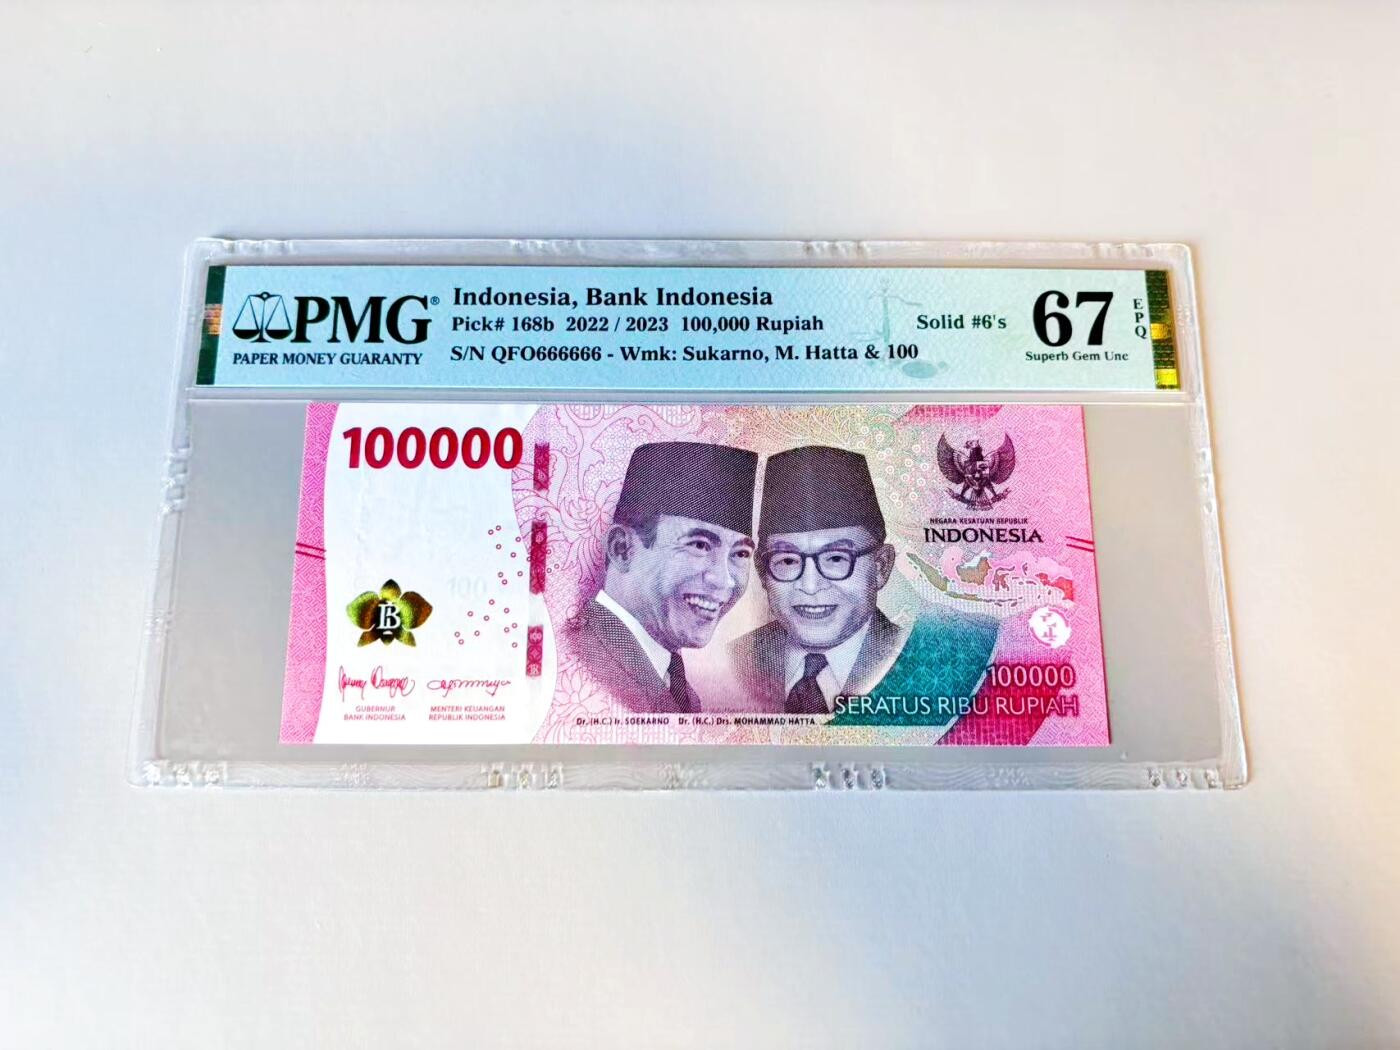 PMG®
PAPER MONEY GUARANTY
Indonesia, Bank Indonesia
Pick# 168b 2022 / 2023 100,000 Rupiah
S/N QFO666666 - Wmk: Sukarno, M. Hatta & 100
Solid #6's
67
EPQ
Superb Gem Unc
100000
NEGARA KESATUAN REPUBLIK
INDONESIA
100
GUBERNUR
BANK INDONESIA
MENTERI KEUANGAN
REPUBLIK INDONESIA
Dr. (H.C.) Ir. SOEKARNO Dr. (H.C.) Drs. MOHAMMAD HATTA
100000
SERATUS RIBU RUPIAH